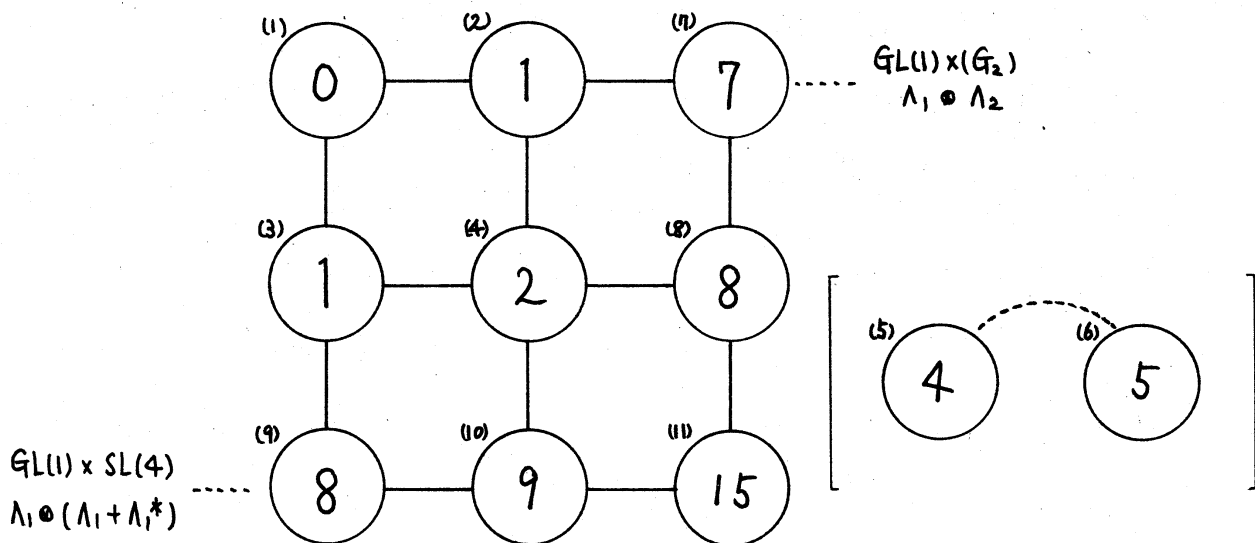 (1) (2) (7)
0 1 7
GL(1)×(G₂)
Λ₁ ⊗ Λ₂
(3) (4) (8)
1 2 8
(5) (6)
4 5
(9) (10) (11)
8 9 15
GL(1) × SL(4)
Λ₁ ⊗ (Λ₁ + Λ₁*)